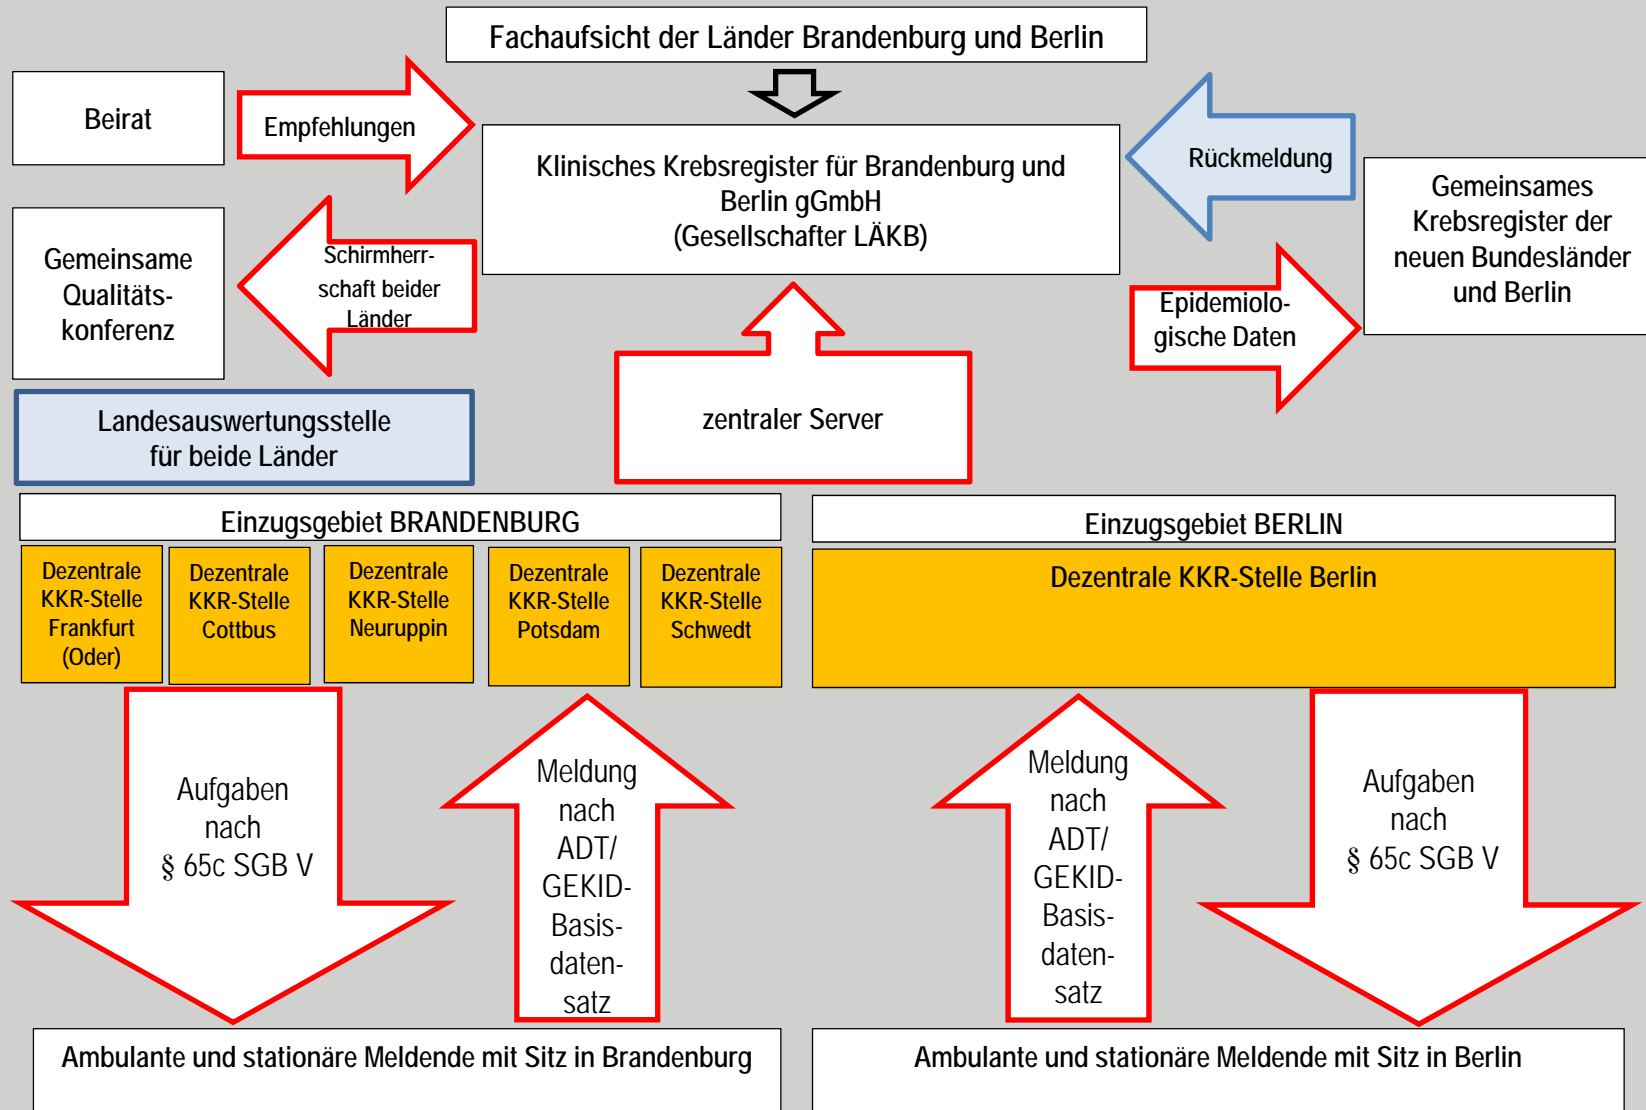 Fachaufsicht der Länder Brandenburg und Berlin
Beirat
Empfehlungen
Klinisches Krebsregister für Brandenburg und
Berlin gGmbH
(Gesellschafter LÄKB)
Rückmeldung
Gemeinsames
Krebsregister der
neuen Bundesländer
und Berlin
Gemeinsame
Qualitäts-
konferenz
Schirmherr-
schaft beider
Länder
Epidemiolo-
gische Daten
Landesauswertungsstelle
für beide Länder
zentraler Server
Einzugsgebiet BRANDENBURG
Einzugsgebiet BERLIN
Dezentrale
KKR-Stelle
Frankfurt
(Oder)
Dezentrale
KKR-Stelle
Cottbus
Dezentrale
KKR-Stelle
Neuruppin
Dezentrale
KKR-Stelle
Potsdam
Dezentrale
KKR-Stelle
Schwedt
Dezentrale KKR-Stelle Berlin
Aufgaben
nach
§ 65c SGB V
Meldung
nach
ADT/
GEKID-
Basis-
daten-
satz
Meldung
nach
ADT/
GEKID-
Basis-
daten-
satz
Aufgaben
nach
§ 65c SGB V
Ambulante und stationäre Meldende mit Sitz in Brandenburg
Ambulante und stationäre Meldende mit Sitz in Berlin